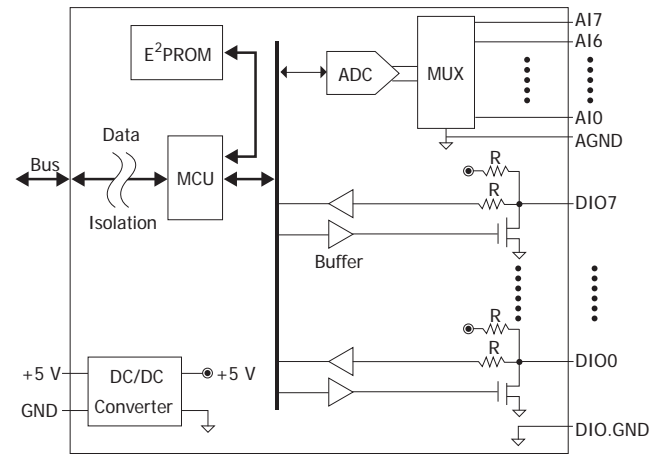 AI7
E²PROM
AI6
ADC
MUX
AI0
Data
AGND
R
Bus
MCU
R
DIO7
Isolation
Buffer
R
R
DIO0
+5 V
DC/DC
+5 V
GND
Converter
DIO.GND